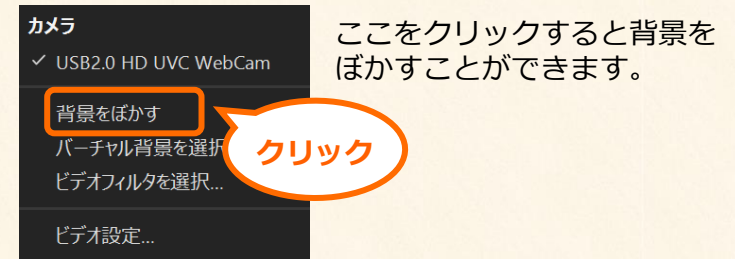 カメラ
✓ USB2.0 HD UVC WebCam
背景をぼかす
バーチャル背景を選択
ビデオフィルタを選択...
ビデオ設定...
クリック
ここをクリックすると背景を
ぼかすことができます。